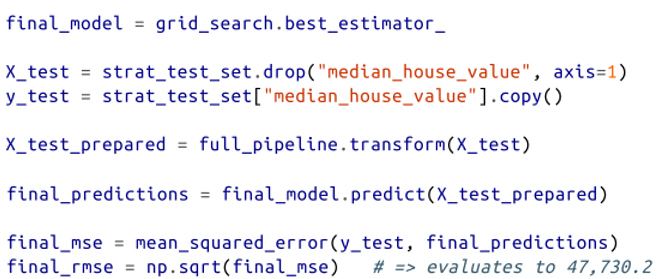 final_model = grid_search.best_estimator_
X_test = strat_test_set.drop("median_house_value", axis=1)
y_test = strat_test_set["median_house_value"].copy()
X_test_prepared = full_pipeline.transform(X_test)
final_predictions = final_model.predict(X_test_prepared)
final_mse = mean_squared_error(y_test, final_predictions)
final_rmse = np.sqrt(final_mse)   # => evaluates to 47,730.2